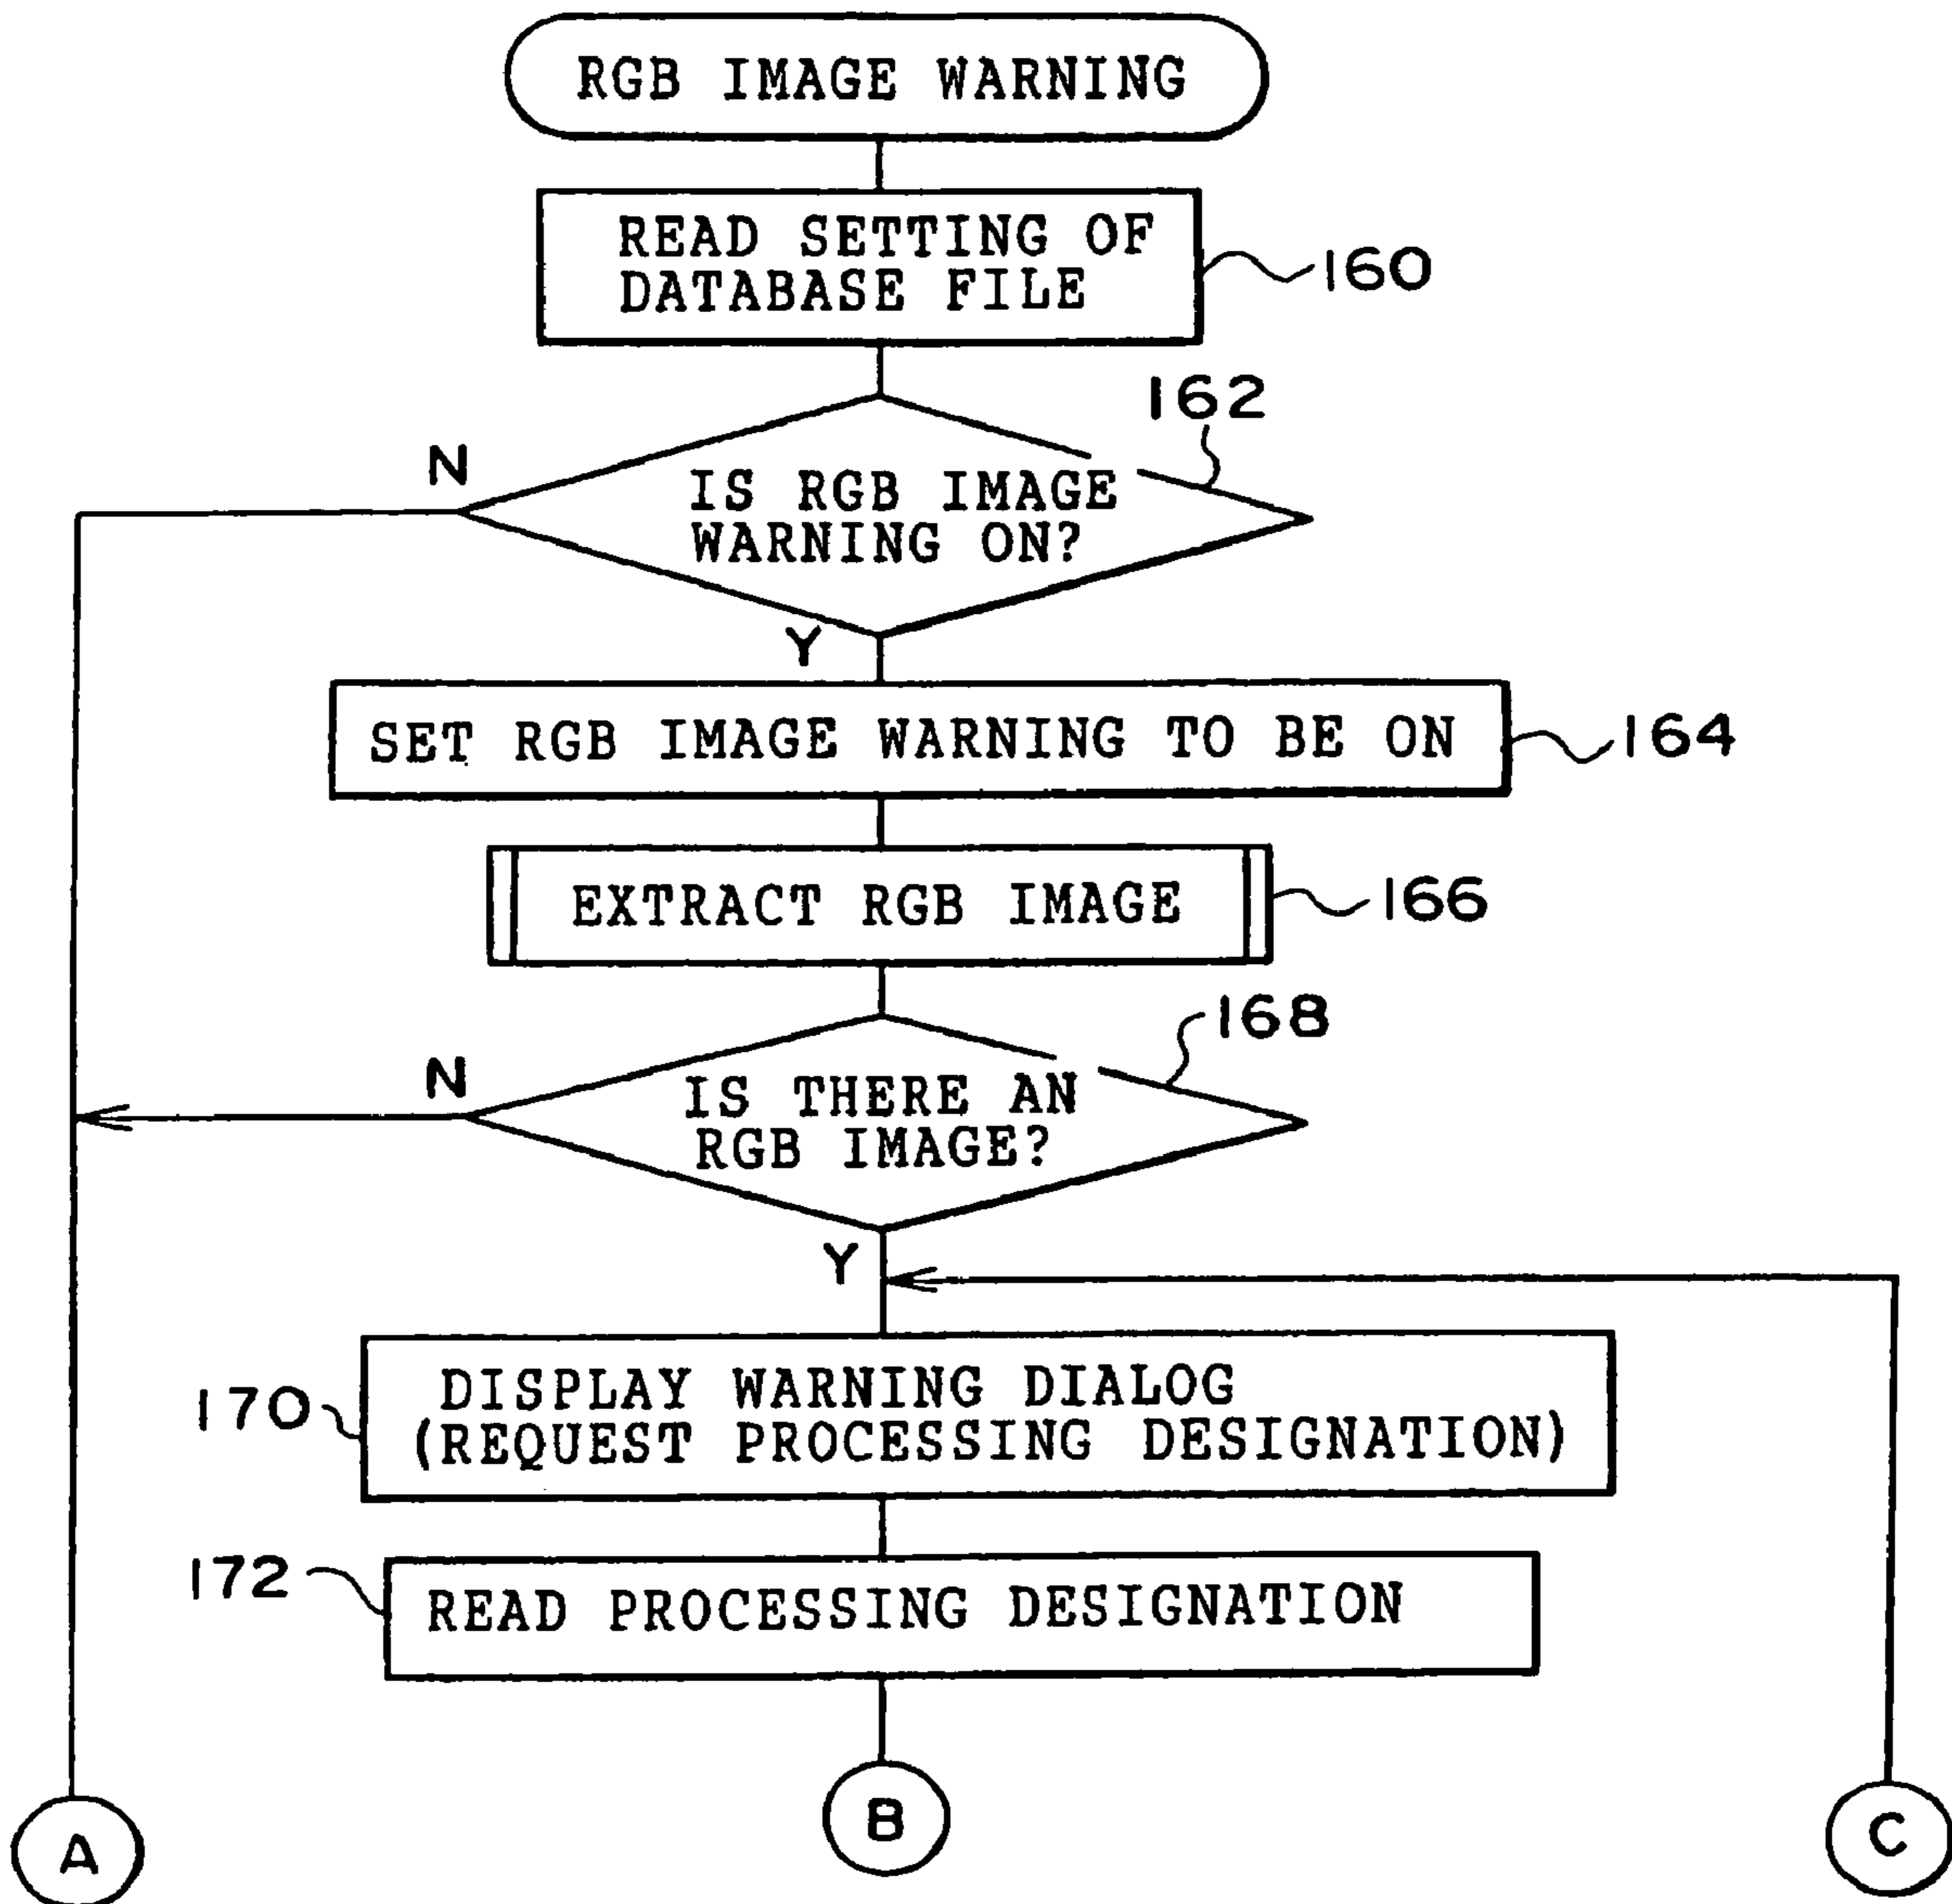 RGB IMAGE WARNING
READ SETTING OF
DATABASE FILE
160
162
N
IS RGB IMAGE
WARNING ON?
Y
SET RGB IMAGE WARNING TO BE ON
164
EXTRACT RGB IMAGE
166
168
N
IS THERE AN
RGB IMAGE?
Y
170
DISPLAY WARNING DIALOG
(REQUEST PROCESSING DESIGNATION)
172
READ PROCESSING DESIGNATION
A
B
C